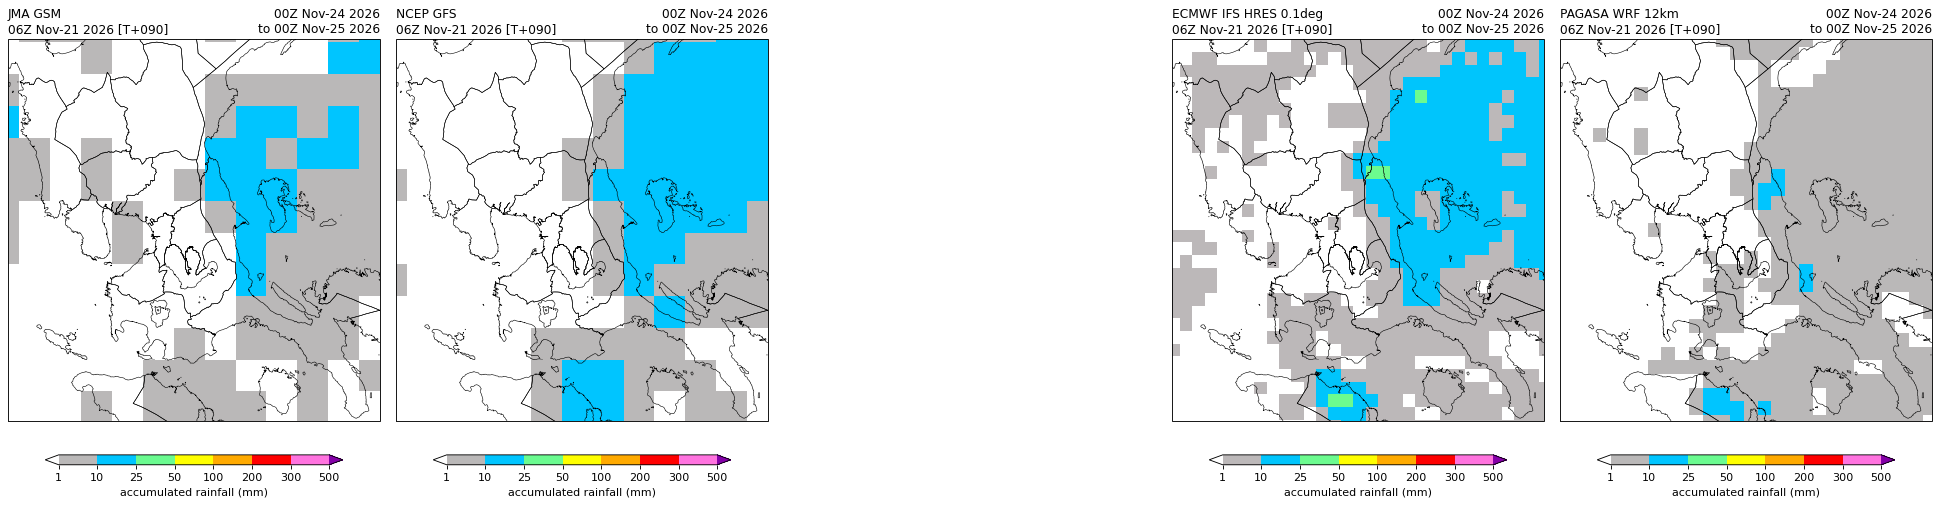 JMA GSM 00Z Nov-24 2026
06Z Nov-21 2026 [T+090] to 00Z Nov-25 2026
1 10 25 50 100 200 300 500
accumulated rainfall (mm)
NCEP GFS 00Z Nov-24 2026
06Z Nov-21 2026 [T+090] to 00Z Nov-25 2026
1 10 25 50 100 200 300 500
accumulated rainfall (mm)
ECMWF IFS HRES 0.1deg 00Z Nov-24 2026
06Z Nov-21 2026 [T+090] to 00Z Nov-25 2026
1 10 25 50 100 200 300 500
accumulated rainfall (mm)
PAGASA WRF 12km 00Z Nov-24 2026
06Z Nov-21 2026 [T+090] to 00Z Nov-25 2026
1 10 25 50 100 200 300 500
accumulated rainfall (mm)